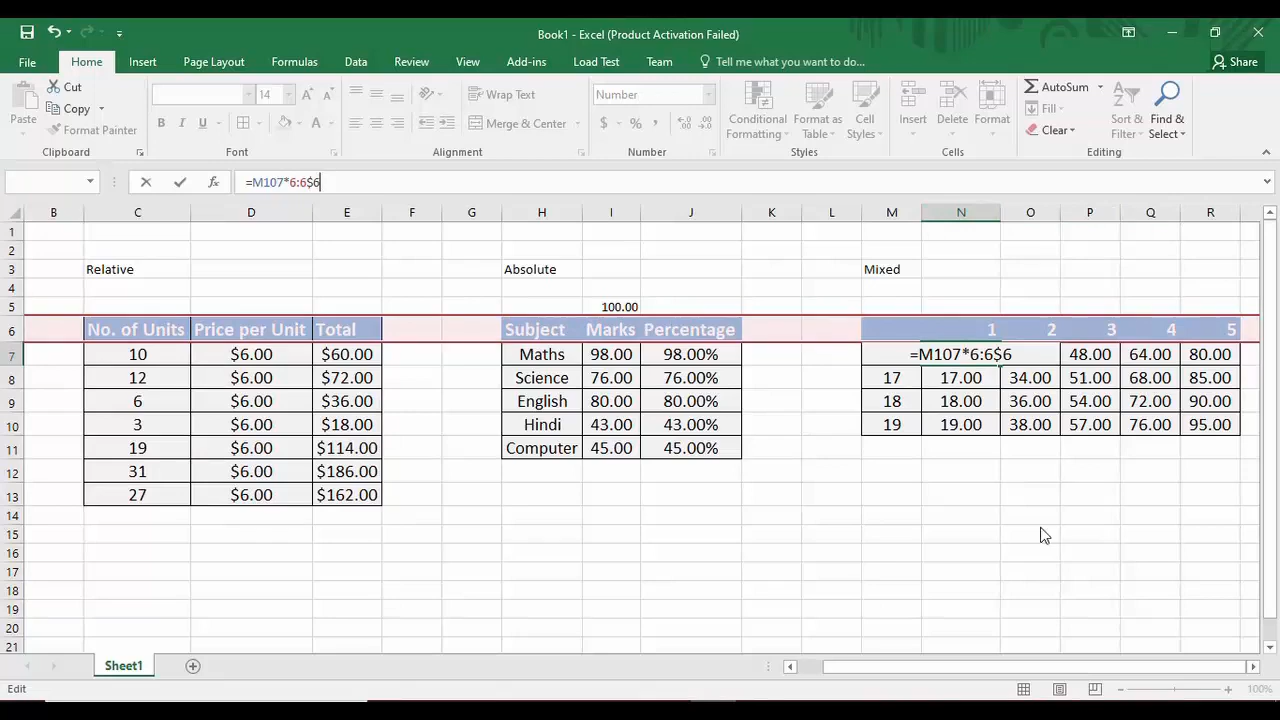 Book1 - Excel (Product Activation Failed)
File Home Insert Page Layout Formulas Data Review View Add-ins Load Test Team Tell me what you want to do... Share
Paste Cut Copy Format Painter
Clipboard
14 A A B I U A
Font
Wrap Text Merge & Center
Alignment
Number $ % , .0 .00
Number
Conditional Formatting Format as Table Cell Styles
Styles
Insert Delete Format
Cells
Σ AutoSum Fill Clear Sort & Filter Find & Select
Editing
fx =M107*6:6$6
B C D E F G H I J K L M N O P Q R
1
2
3 Relative Absolute Mixed
4
5 100.00
6 No. of Units Price per Unit Total Subject Marks Percentage 1 2 3 4 5
7 10 $6.00 $60.00 Maths 98.00 98.00% =M107*6:6$6 48.00 64.00 80.00
8 12 $6.00 $72.00 Science 76.00 76.00% 17 17.00 34.00 51.00 68.00 85.00
9 6 $6.00 $36.00 English 80.00 80.00% 18 18.00 36.00 54.00 72.00 90.00
10 3 $6.00 $18.00 Hindi 43.00 43.00% 19 19.00 38.00 57.00 76.00 95.00
11 19 $6.00 $114.00 Computer 45.00 45.00%
12 31 $6.00 $186.00
13 27 $6.00 $162.00
14
15
16
17
18
19
20
21
Sheet1
Edit 100%